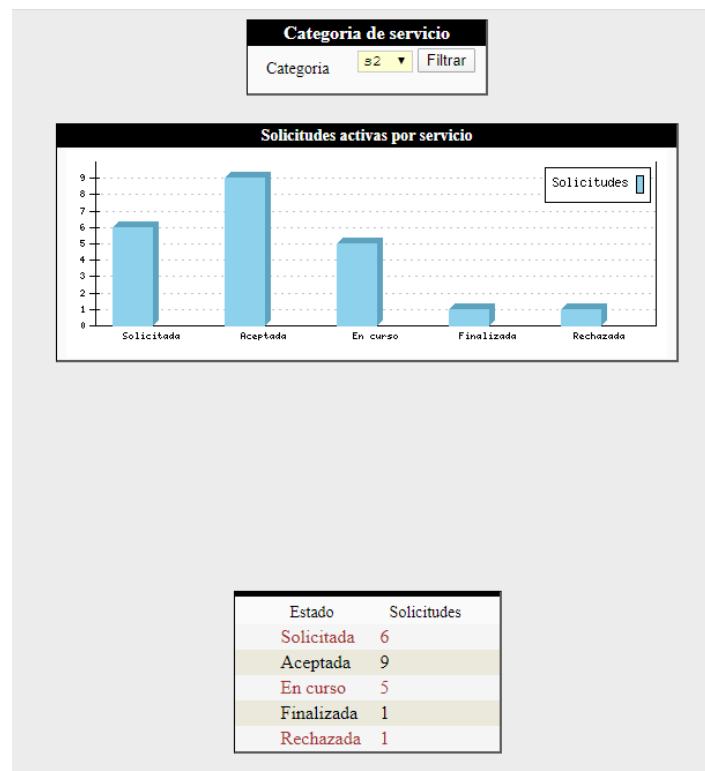 Categoria de servicio
Categoria s2 Filtrar
Solicitudes activas por servicio
Solicitudes
9
8
7
6
5
4
3
2
1
0
Solicitada Aceptada En curso Finalizada Rechazada
Estado Solicitudes
Solicitada 6
Aceptada 9
En curso 5
Finalizada 1
Rechazada 1